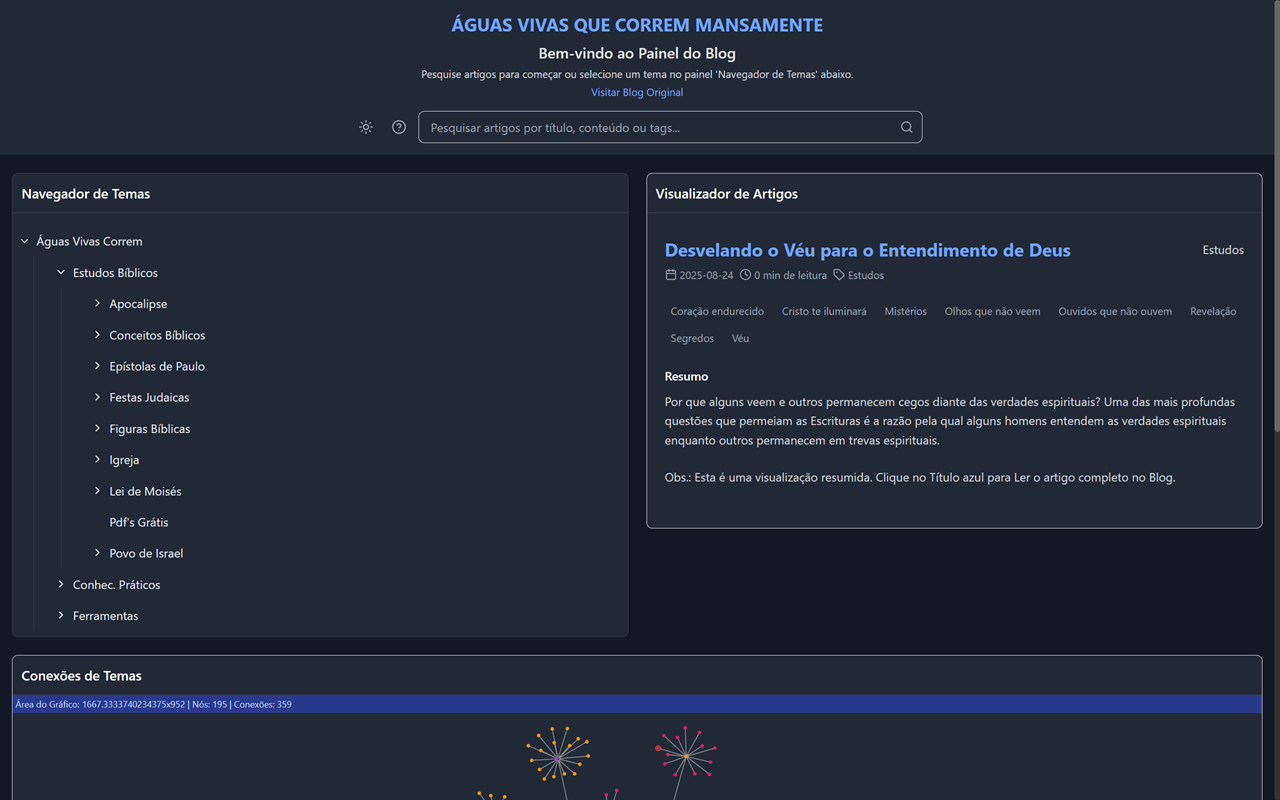 ÁGUAS VIVAS QUE CORREM MANSAMENTE
Bem-vindo ao Painel do Blog
Pesquise artigos para começar ou selecione um tema no painel 'Navegador de Temas' abaixo.
Visitar Blog Original
Pesquisar artigos por título, conteúdo ou tags...
Navegador de Temas
Águas Vivas Correm
Estudos Bíblicos
Apocalipse
Conceitos Bíblicos
Epístolas de Paulo
Festas Judaicas
Figuras Bíblicas
Igreja
Lei de Moisés
Pdf's Grátis
Povo de Israel
Conhec. Práticos
Ferramentas
Visualizador de Artigos
Desvelando o Véu para o Entendimento de Deus
Estudos
2025-08-24 0 min de leitura Estudos
Coração endurecido Cristo te iluminará Mistérios Olhos que não veem Ouvidos que não ouvem Revelação
Segredos Véu
Resumo
Por que alguns veem e outros permanecem cegos diante das verdades espirituais? Uma das mais profundas
questões que permeiam as Escrituras é a razão pela qual alguns homens entendem as verdades espirituais
enquanto outros permanecem em trevas espirituais.
Obs.: Esta é uma visualização resumida. Clique no Título azul para Ler o artigo completo no Blog.
Conexões de Temas
Área do Gráfico: 1667.3333740234375x952 | Nós: 195 | Conexões: 359